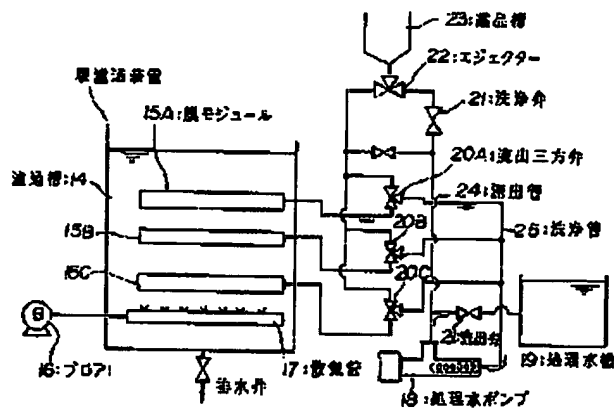 23:薬品槽
22:エジェクター
膜濾過装置
21:洗浄弁
15A:膜モジュール
20A:流出三方弁
濾過槽:14
24:流出管
15B
20B
25:洗浄管
15C
20C
B
16:ブロア
17:散気管
排水弁
19:処理水槽
18:処理水ポンプ